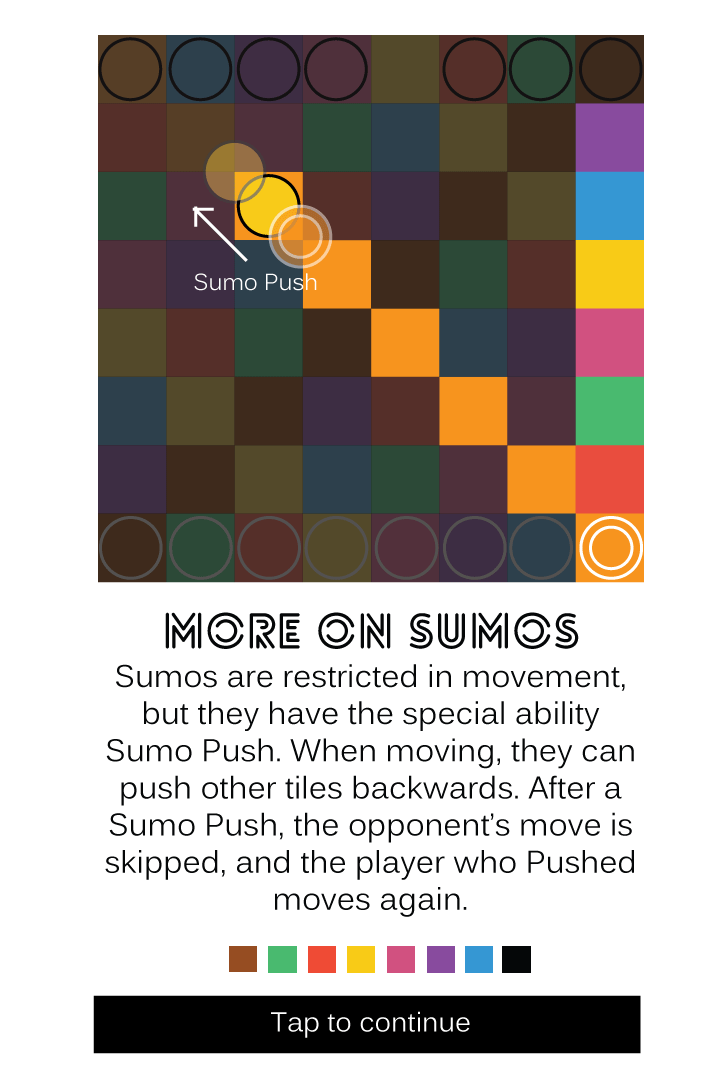 Sumo Push
MORE ON SUMOS
Sumos are restricted in movement,
but they have the special ability
Sumo Push. When moving, they can
push other tiles backwards. After a
Sumo Push, the opponent’s move is
skipped, and the player who Pushed
moves again.
Tap to continue